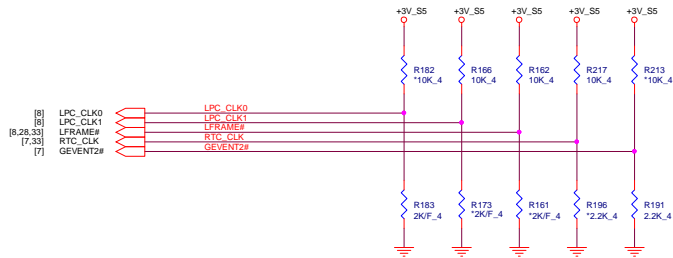 +3V_S5 +3V_S5 +3V_S5 +3V_S5 +3V_S5
R182 R166 R162 R217 R213
*10K_4 10K_4 10K_4 10K_4 *10K_4
[8] LPC_CLK0 LPC_CLK0
[8] LPC_CLK1 LPC_CLK1
[8,28,33] LFRAME# LFRAME#
[7,33] RTC_CLK RTC_CLK
[7] GEVENT2# GEVENT2#
R183 R173 R161 R196 R191
2K/F_4 *2K/F_4 *2K/F_4 *2.2K_4 2.2K_4